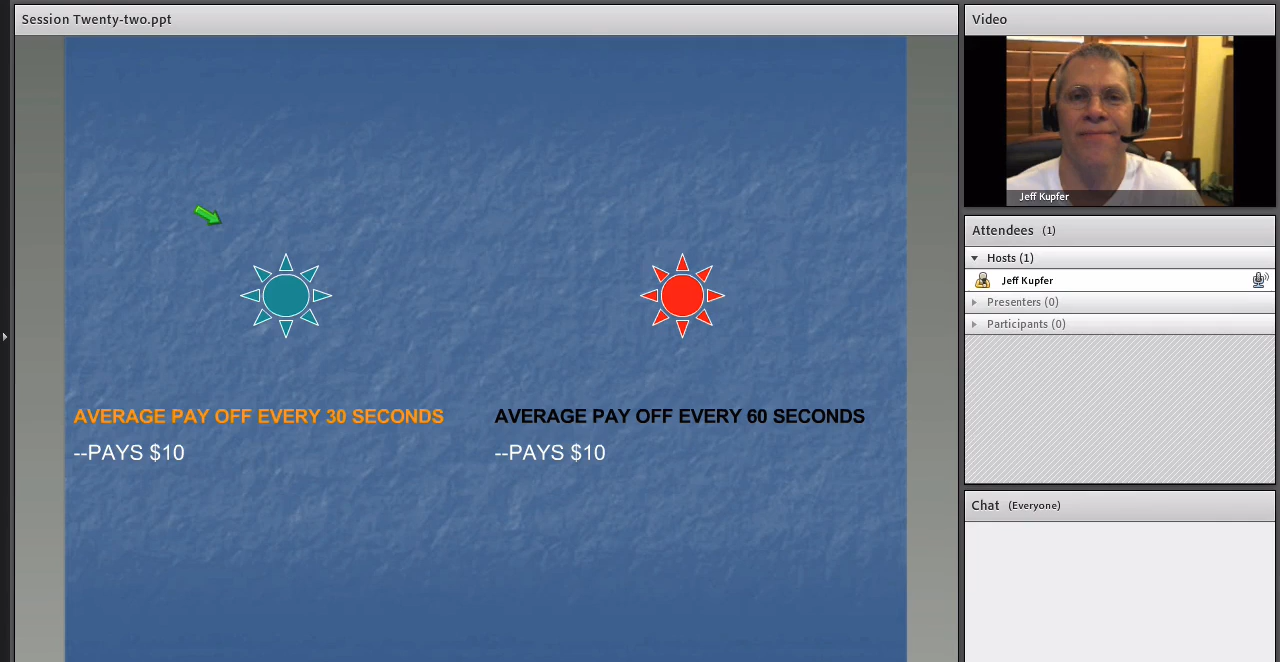 Session Twenty-two.ppt
AVERAGE PAY OFF EVERY 30 SECONDS
--PAYS $10
AVERAGE PAY OFF EVERY 60 SECONDS
--PAYS $10
Video
Jeff Kupfer
Attendees (1)
Hosts (1)
Jeff Kupfer
Presenters (0)
Participants (0)
Chat (Everyone)